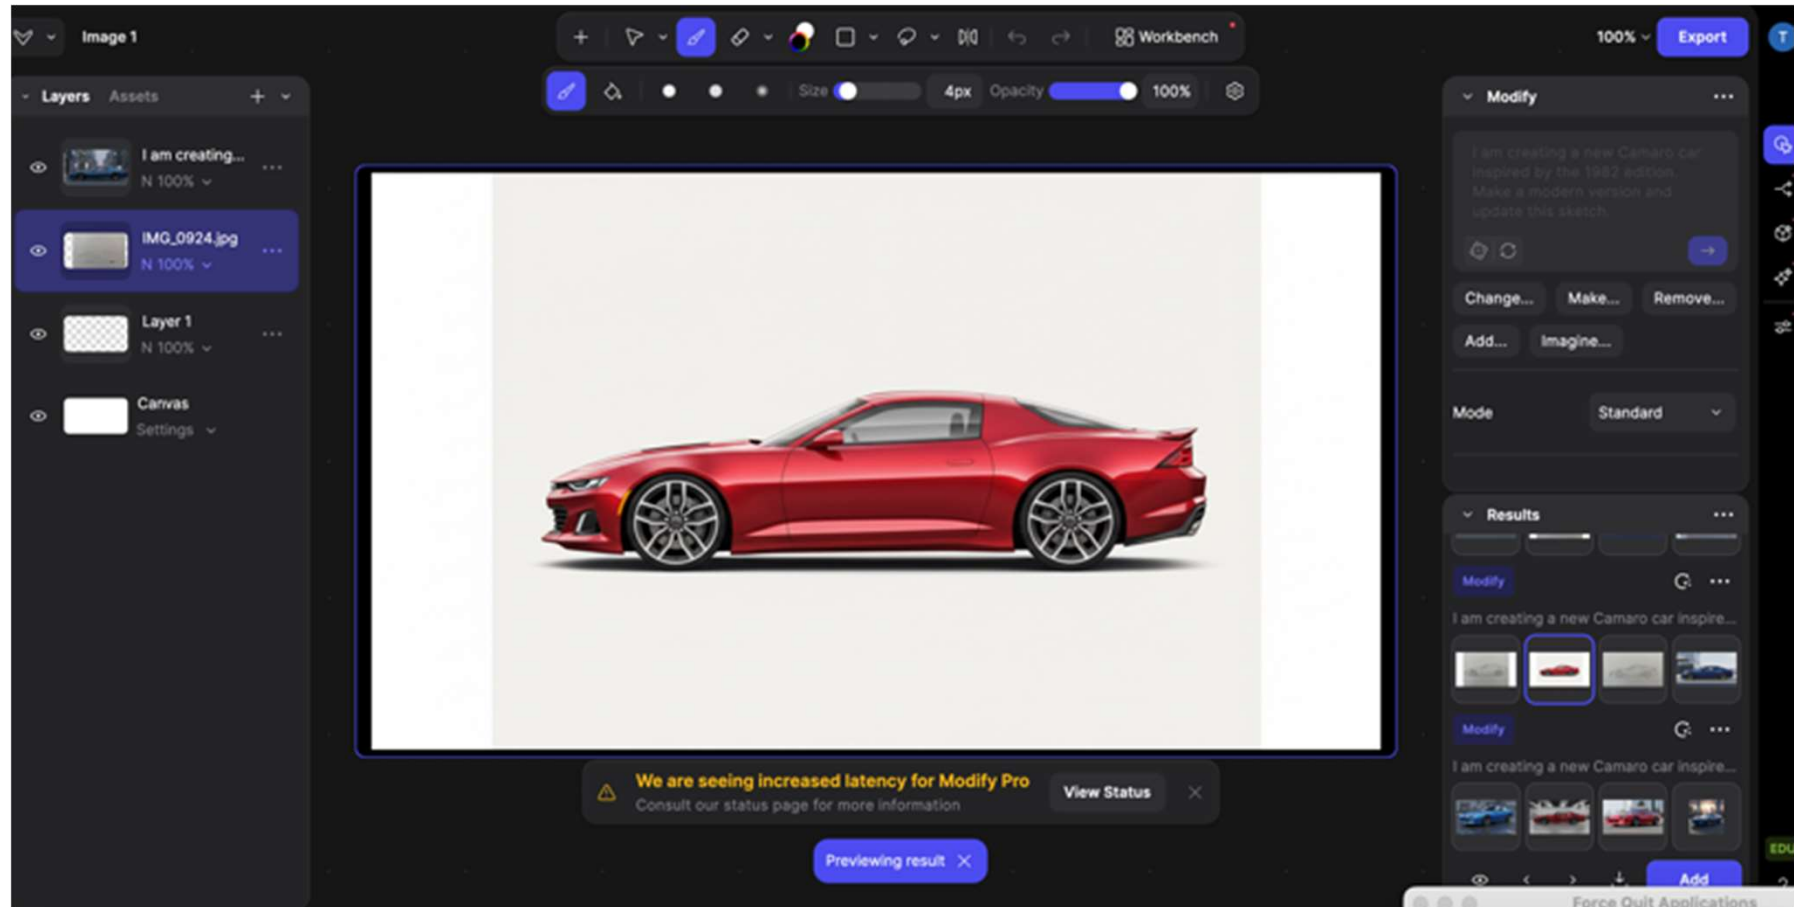 Image 1
Workbench
100%
Export
T
Layers Assets
Size 4px Opacity 100%
I am creating...
N 100%
IMG_0924.jpg
N 100%
Layer 1
N 100%
Canvas
Settings
Modify
I am creating a new Camaro car
inspired by the 1982 edition.
Make a modern version and
update this sketch.
Change... Make... Remove...
Add... Imagine...
Mode Standard
Results
Modify
I am creating a new Camaro car inspire...
Modify
I am creating a new Camaro car inspire...
We are seeing increased latency for Modify Pro
Consult our status page for more information
View Status
Previewing result
EDU
Add
?
Force Quit Applications